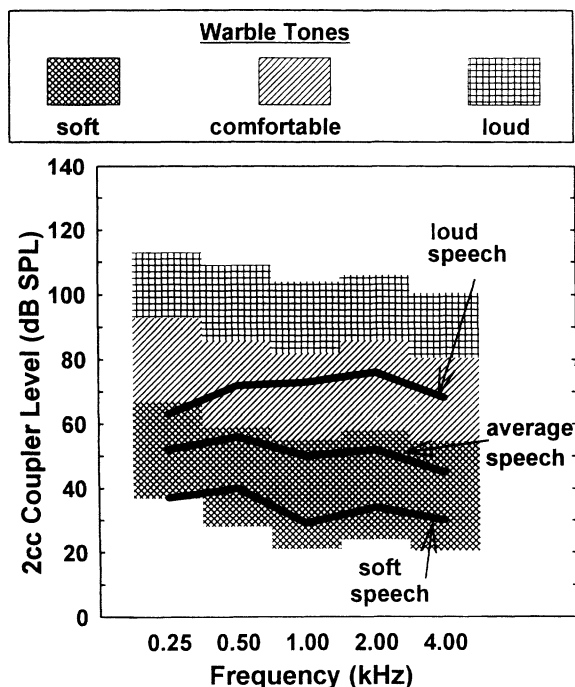 Warble Tones
soft comfortable loud
2cc Coupler Level (dB SPL)
140
120
100
80
60
40
20
0
loud
speech
average
speech
soft
speech
0.25 0.50 1.00 2.00 4.00
Frequency (kHz)